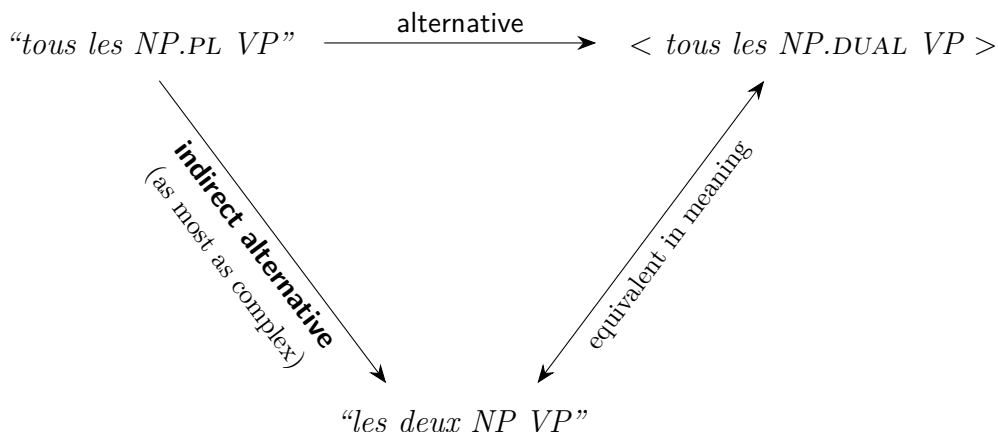 alternative
“tous les NP.PL VP”
< tous les NP.DUAL VP >
indirect alternative
(as most as complex)
equivalent in meaning
“les deux NP VP”